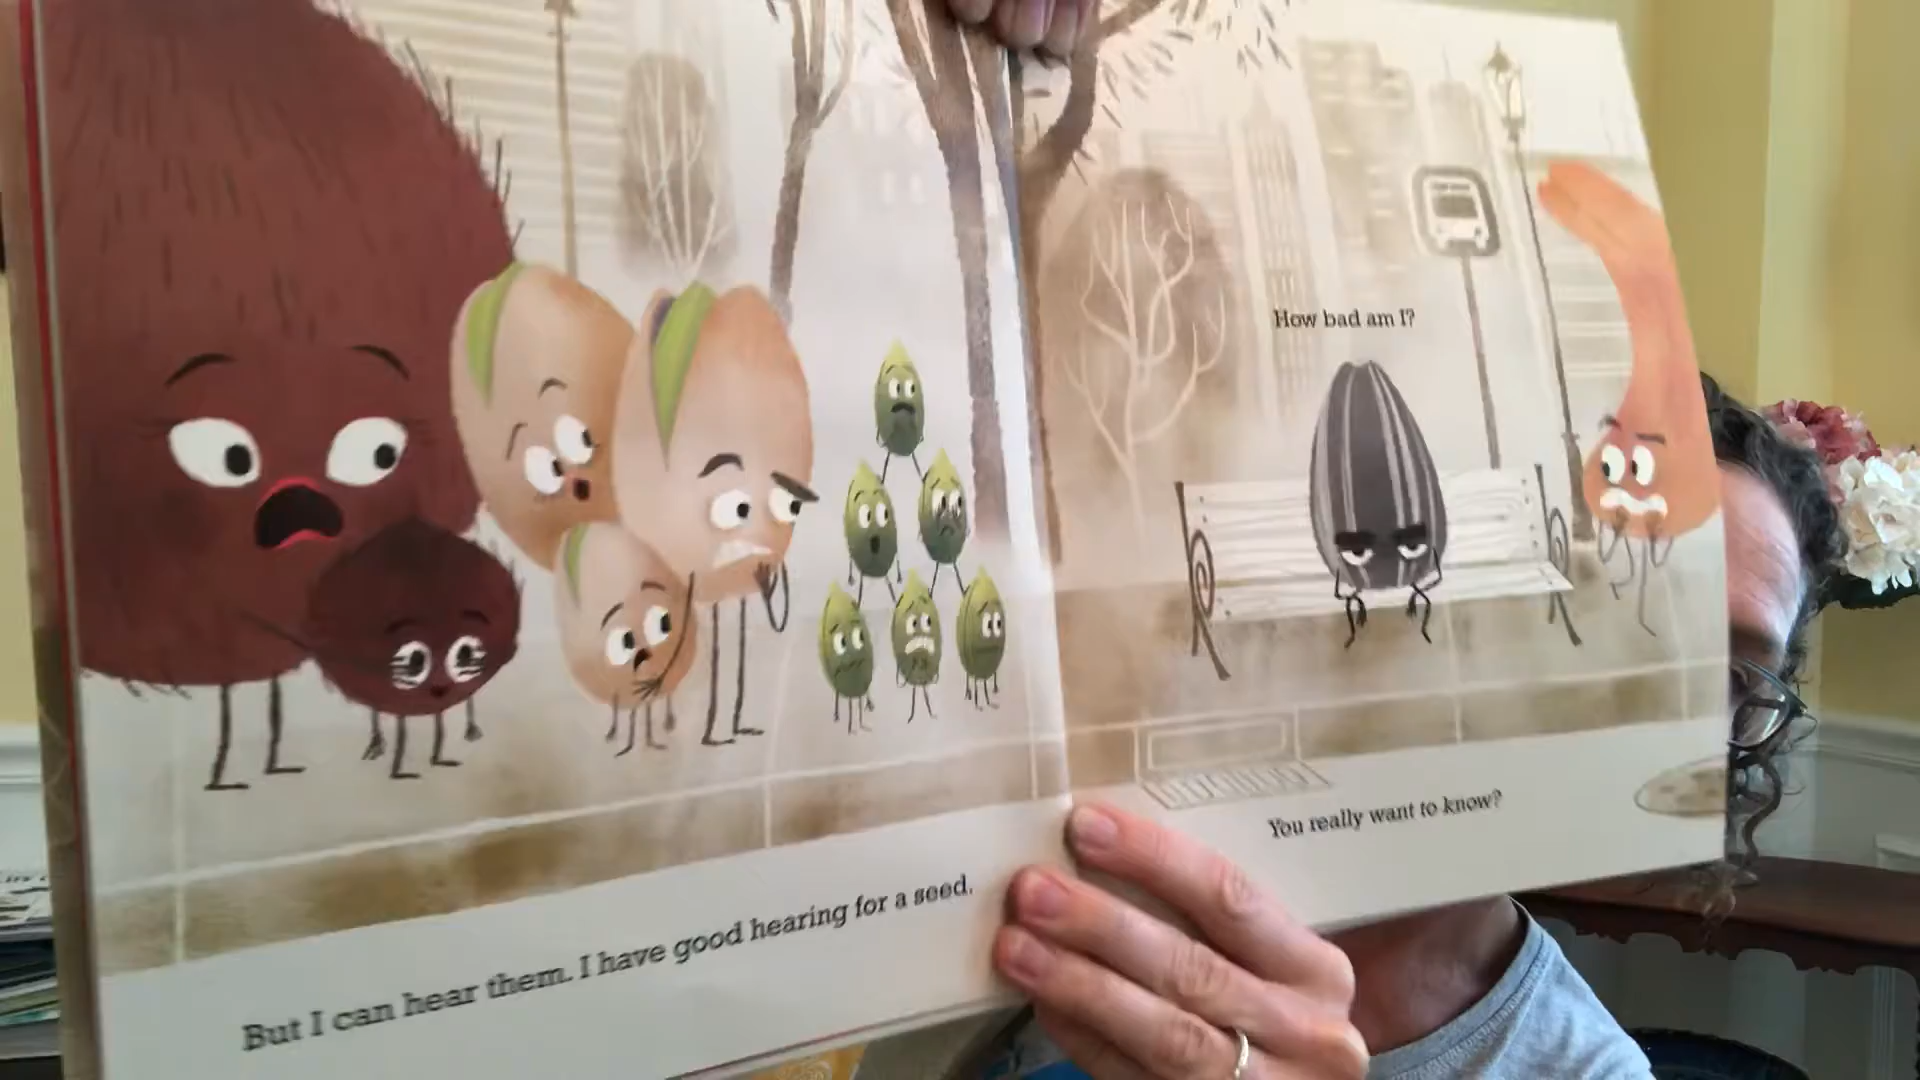 But I can hear them. I have good hearing for a seed.
How bad am I?
You really want to know?